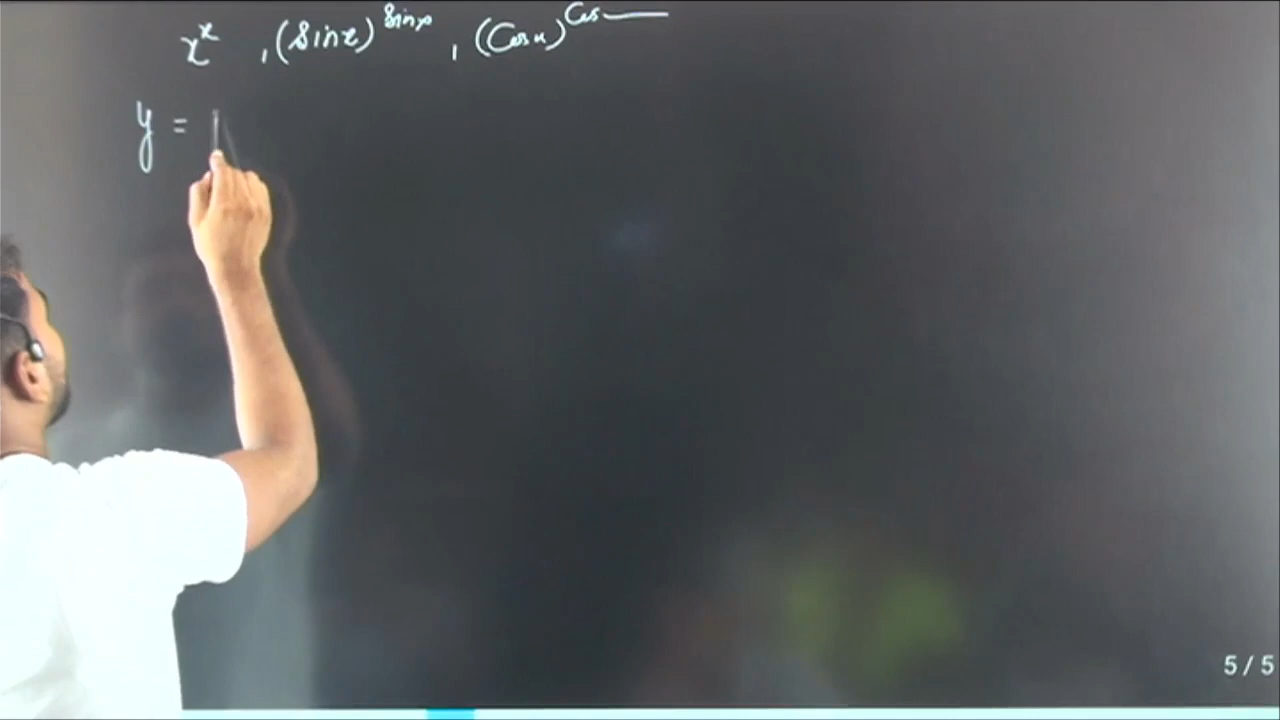 x^x , (Sinx)^Sinx , (Cosx)^Cos
y =
5 / 5